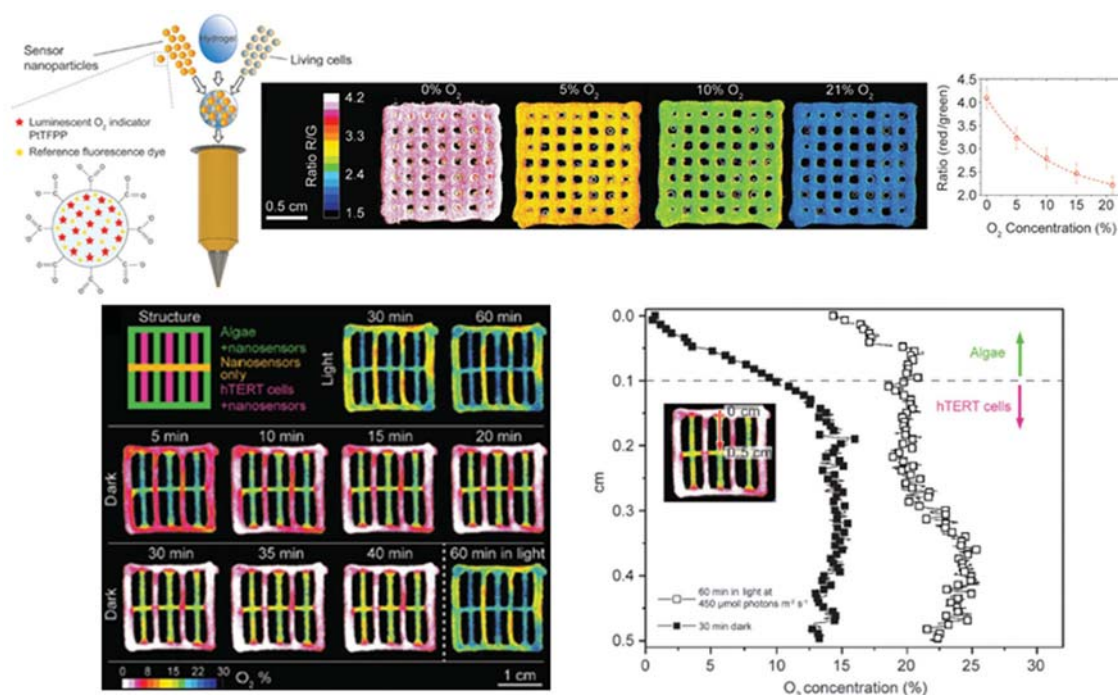 Sensor
nanoparticles
Hydrogel
Living cells
Luminescent O2 indicator
PtTFPP
Reference fluorescence dye
0% O2 5% O2 10% O2 21% O2
Ratio R/G
4.2
3.3
2.4
1.5
0.5 cm
Ratio (red/green)
4.5
4.0
3.5
3.0
2.5
2.0
0 5 10 15 20
O2 Concentration (%)
Structure
Algae
+nanosensors
Nanosensors
only
hTERT cells
+nanosensors
Light
30 min 60 min
Dark
5 min 10 min 15 min 20 min
Dark
30 min 35 min 40 min 60 min in light
0 8 15 22 30
O2 %
1 cm
cm
0.0
0.1
0.2
0.3
0.4
0.5
Algae
hTERT cells
0 cm
0.5 cm
60 min in light at
450 μmol photons m-2 s-1
30 min dark
0 5 10 15 20 25 30
O2 concentration (%)